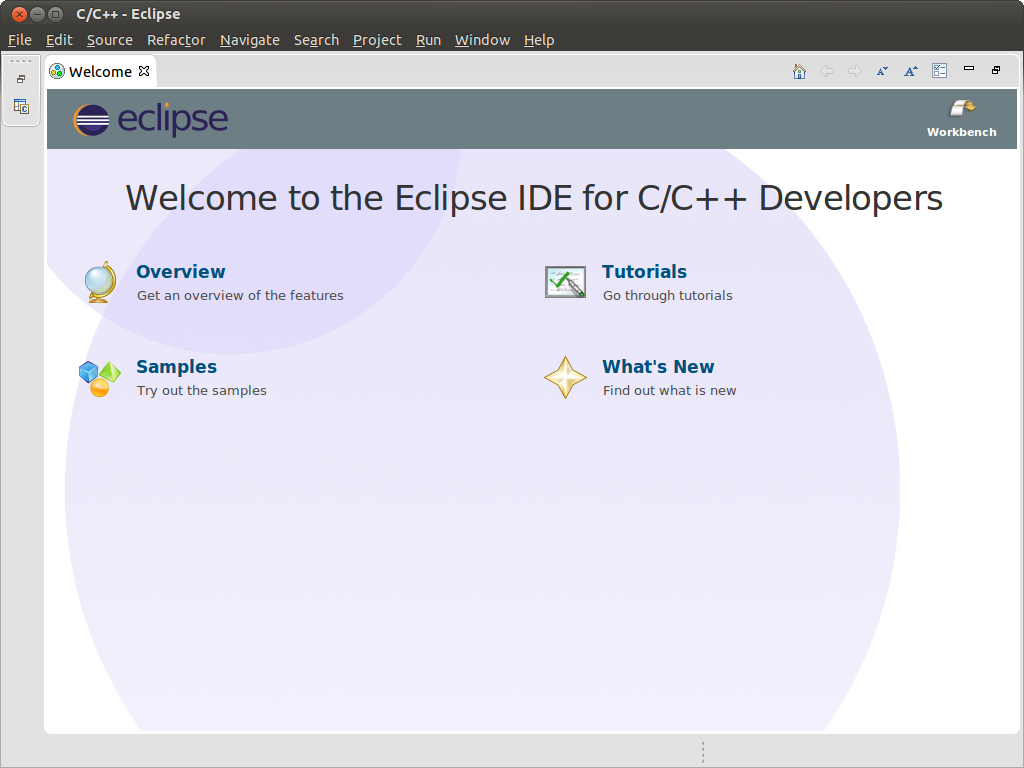 C/C++ - Eclipse
File Edit Source Refactor Navigate Search Project Run Window Help
Welcome
eclipse
Workbench
Welcome to the Eclipse IDE for C/C++ Developers
Overview
Get an overview of the features
Tutorials
Go through tutorials
Samples
Try out the samples
What's New
Find out what is new